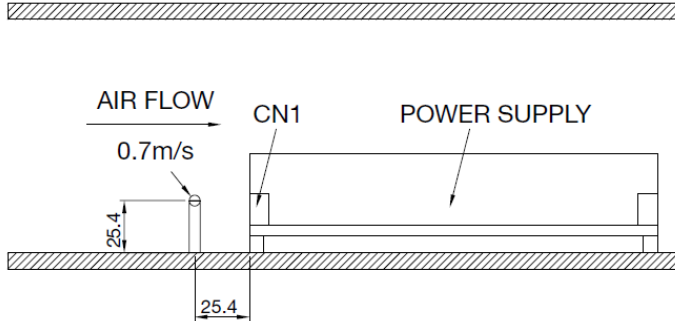 AIR FLOW
CN1
POWER SUPPLY
0.7m/s
25.4
25.4